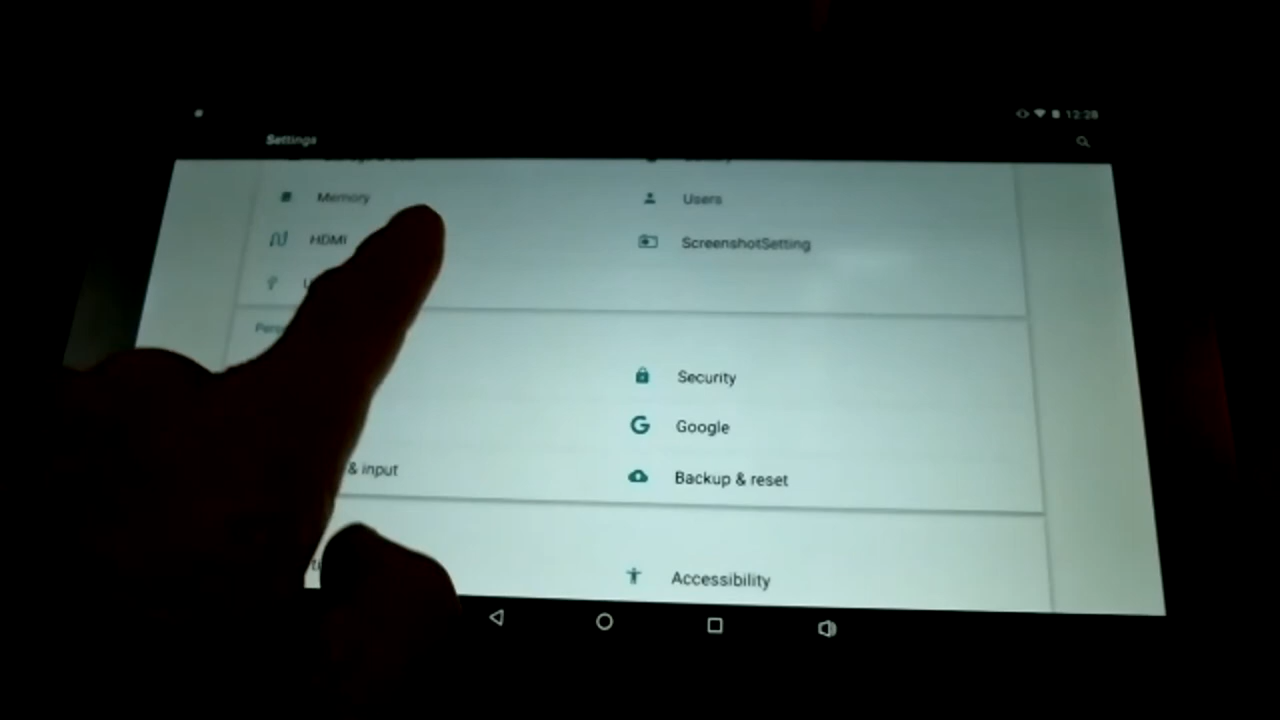 12:28
Settings
Memory
Users
HDMI
ScreenshotSetting
Security
Google
& input
Backup & reset
Accessibility